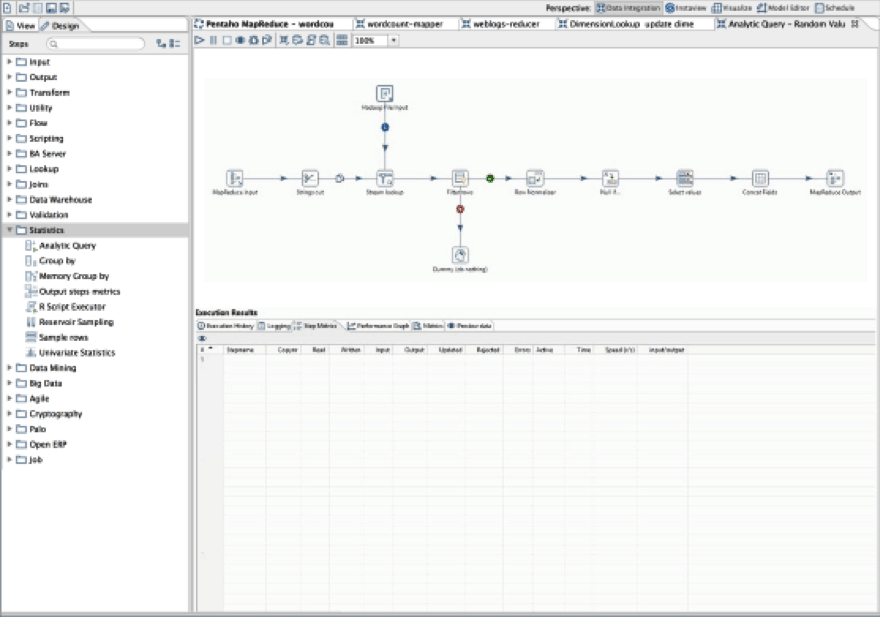 Perspective: Data Integration Instaview Visualize Model Editor Schedule
View Design
Pentaho MapReduce - wordcou wordcount-mapper weblogs-reducer DimensionLookup update dime Analytic Query - Random Valu
Steps
100%
Input
Output
Transform
Utility
Flow
Scripting
BA Server
Lookup
Joins
Data Warehouse
Validation
Statistics
Analytic Query
Group by
Memory Group by
Output steps metrics
R Script Executor
Reservoir Sampling
Sample rows
Univariate Statistics
Data Mining
Big Data
Agile
Cryptography
Palo
Open ERP
Job
Hadoop File Input
MapReduce Input Strings cut Stream lookup Filter rows Row Normaliser Null if... Select values Concat Fields MapReduce Output
Dummy (do nothing)
Execution Results
Execution History Logging Step Metrics Performance Graph Metrics Preview data
# Stepname Copynr Read Written Input Output Updated Rejected Errors Active Time Speed (r/s) input/output
1